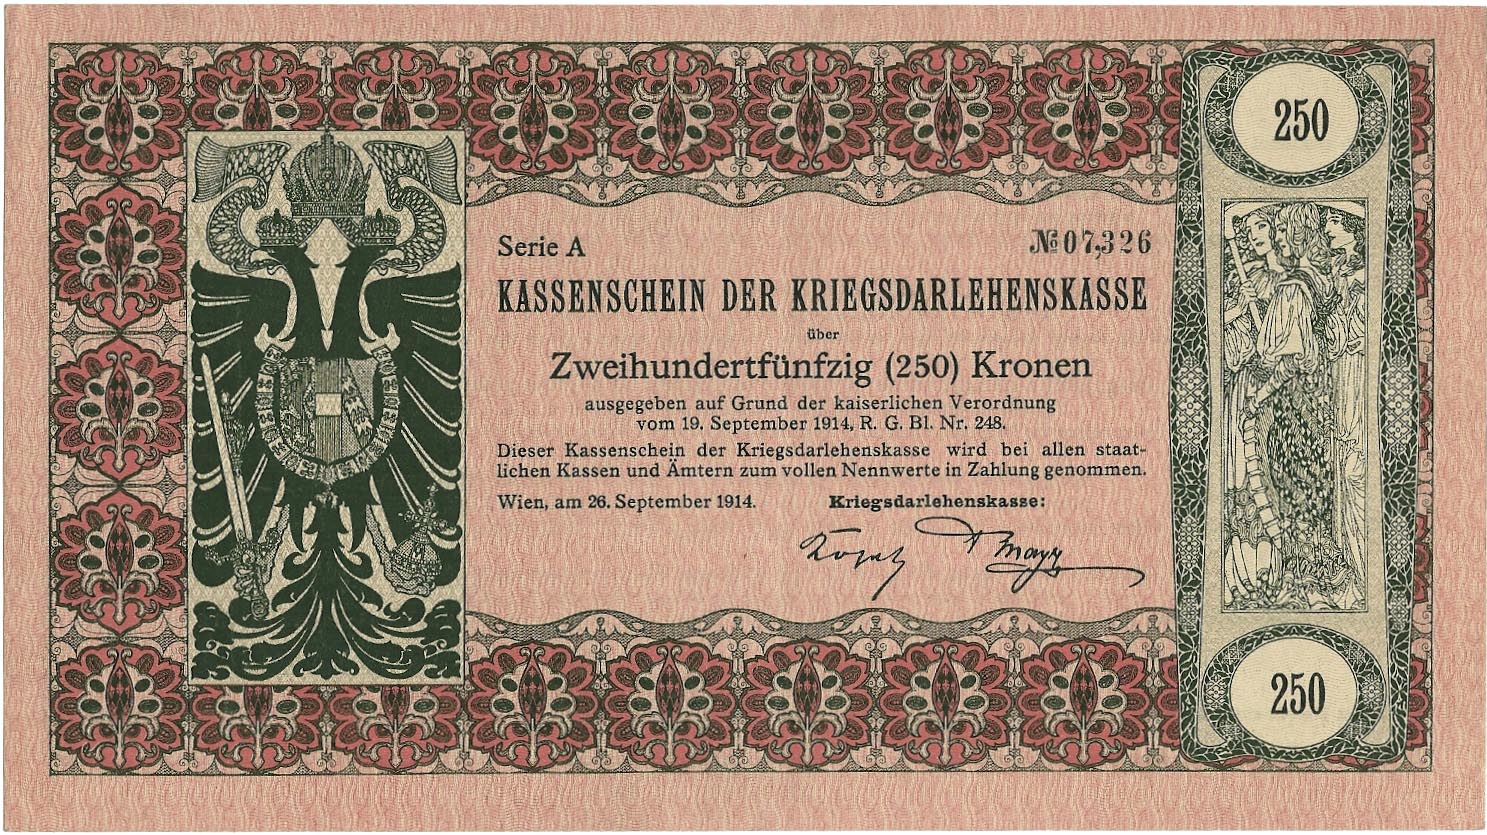 250
Serie A
№ 07,326
KASSENSCHEIN DER KRIEGSDARLEHENSKASSE
über
Zweihundertfünfzig (250) Kronen
ausgegeben auf Grund der kaiserlichen Verordnung
vom 19. September 1914, R. G. Bl. Nr. 248.
Dieser Kassenschein der Kriegsdarlehenskasse wird bei allen staat-
lichen Kassen und Ämtern zum vollen Nennwerte in Zahlung genommen.
Wien, am 26. September 1914.
Kriegsdarlehenskasse:
250